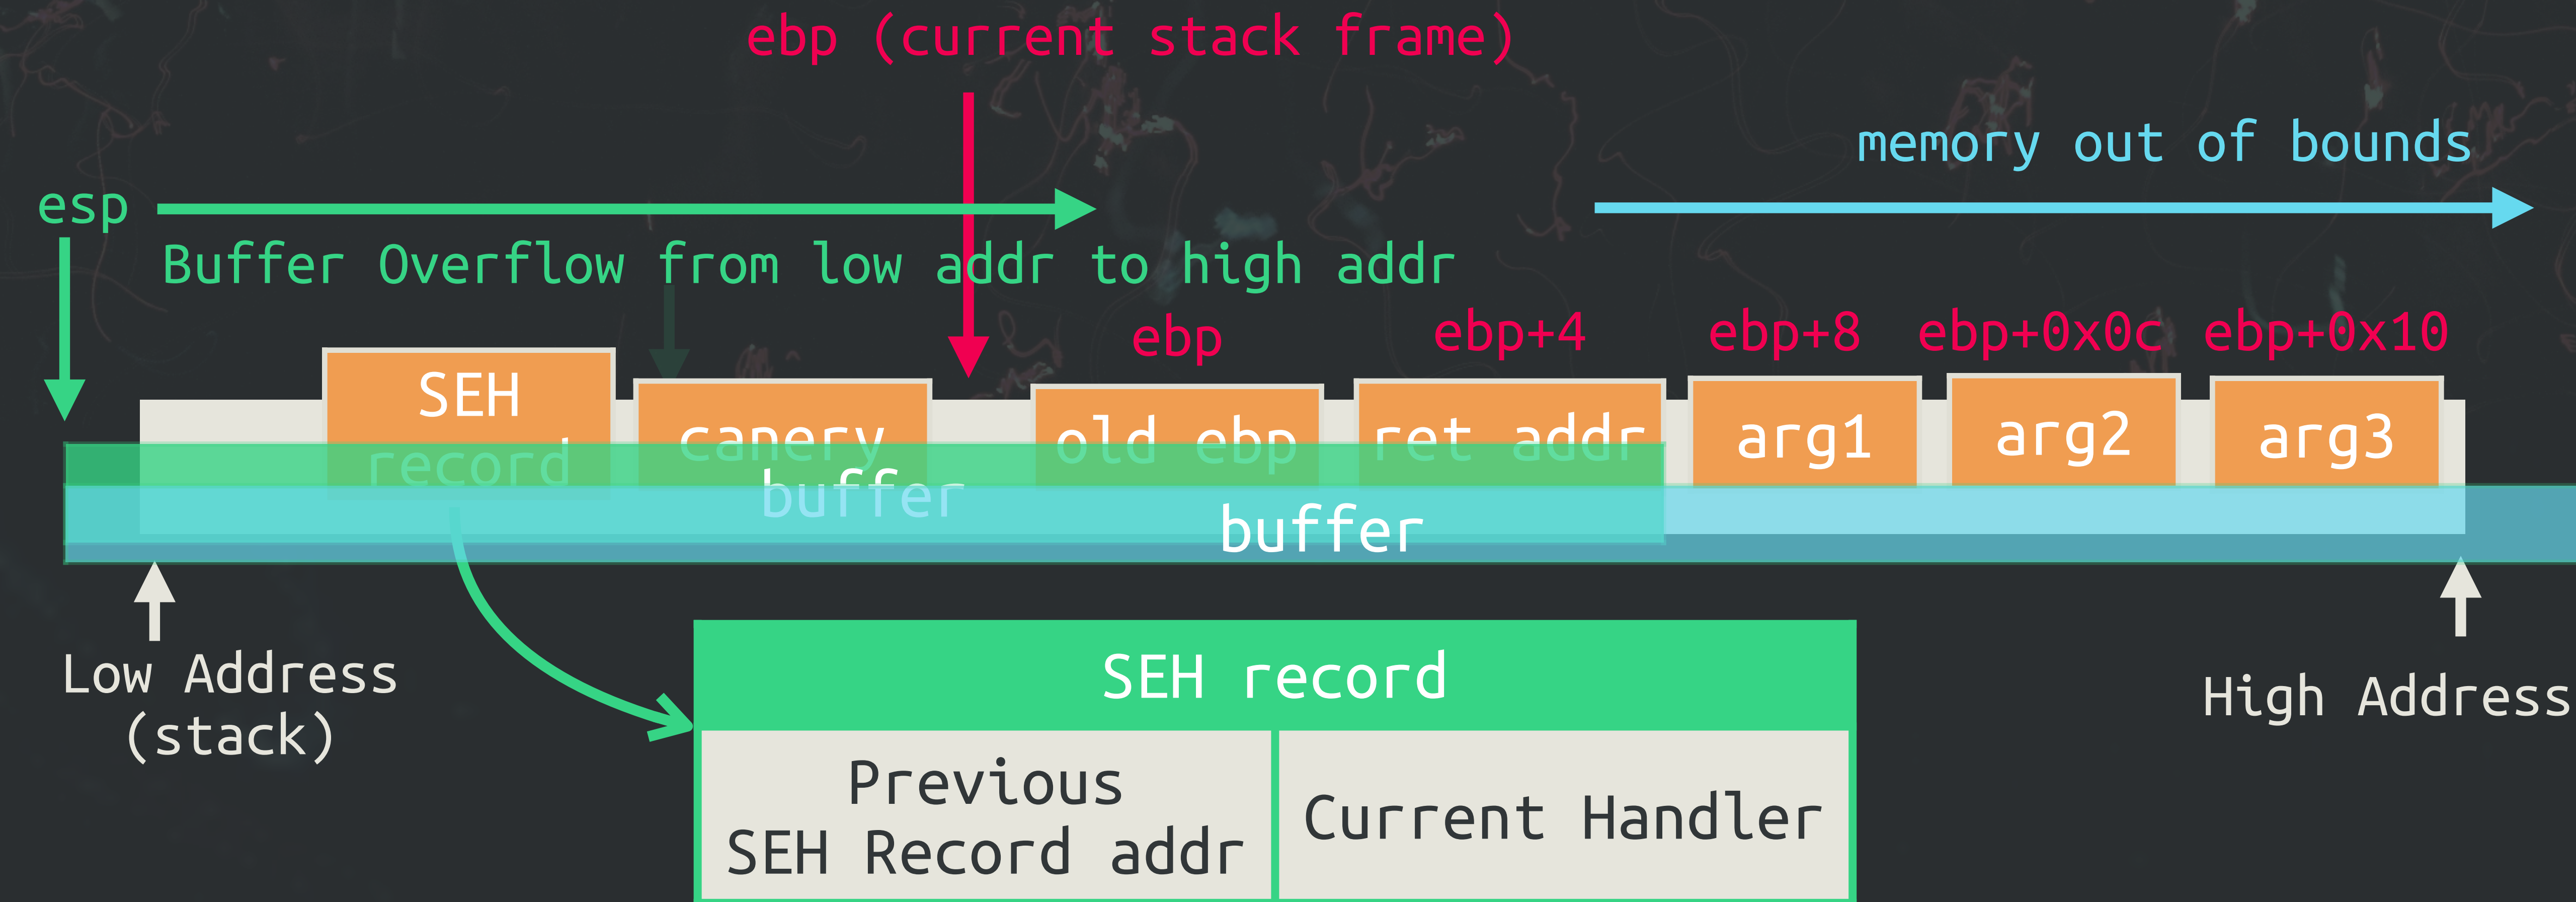 ebp (current stack frame)
memory out of bounds
esp
Buffer Overflow from low addr to high addr
ebp
ebp+4
ebp+8
ebp+0x0c
ebp+0x10
SEH
record
canery
old ebp
ret addr
arg1
arg2
arg3
buffer
buffer
Low Address
(stack)
High Address
SEH record
Previous
SEH Record addr
Current Handler